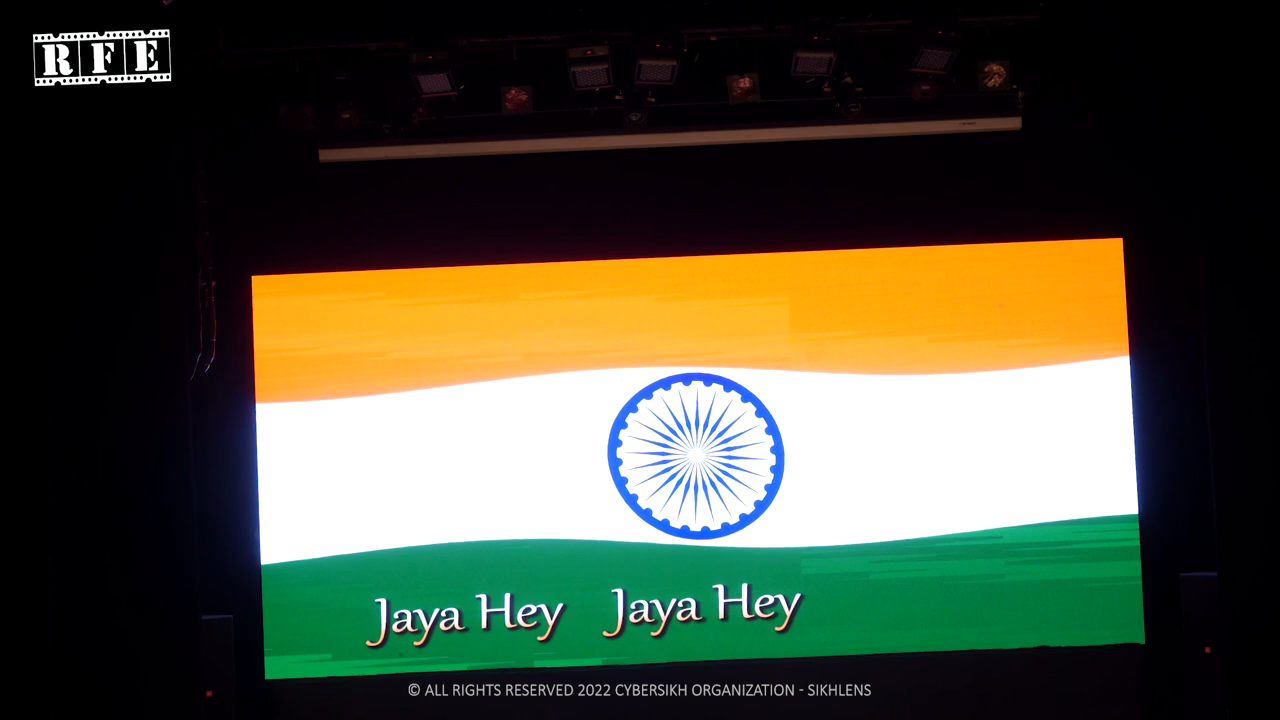 RFE
Jaya Hey Jaya Hey
© ALL RIGHTS RESERVED 2022 CYBERSIKH ORGANIZATION - SIKHLENS